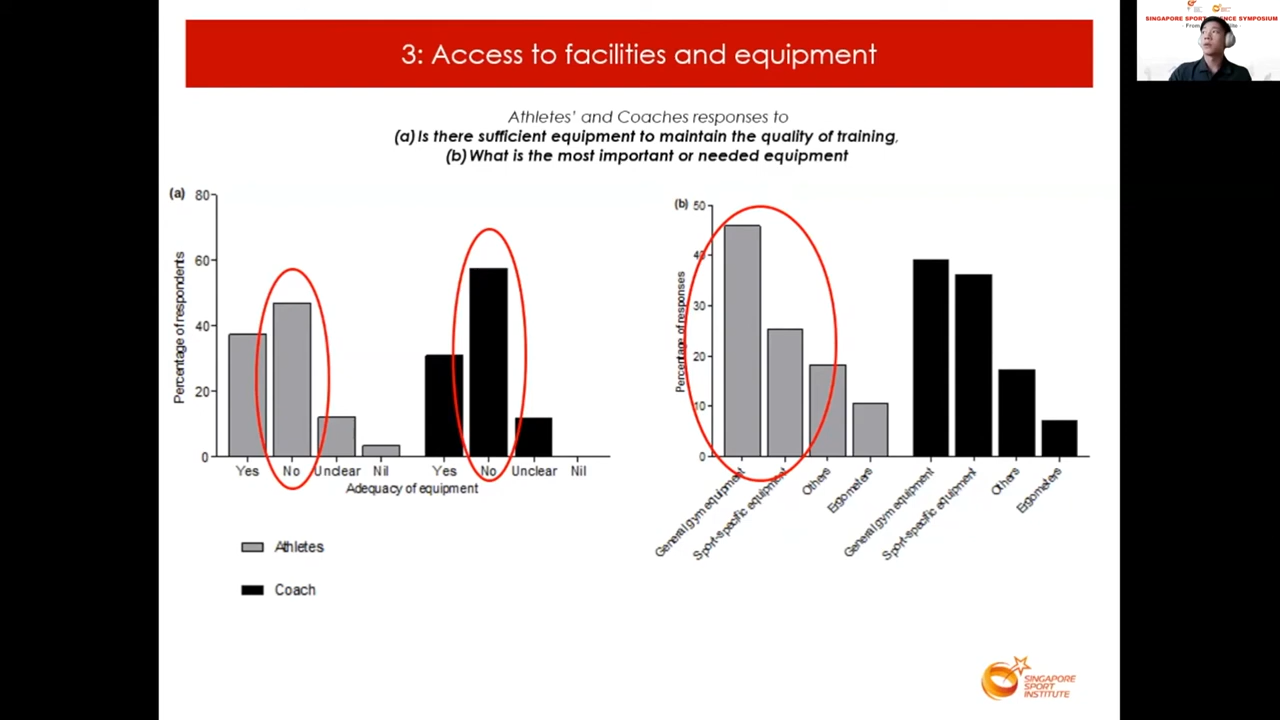 3: Access to facilities and equipment
SINGAPORE SPORT SCIENCE SYMPOSIUM
Athletes' and Coaches responses to
(a) Is there sufficient equipment to maintain the quality of training,
(b) What is the most important or needed equipment
(a)
80
60
40
20
0
Percentage of respondents
Yes
No
Unclear
Nil
Yes
No
Unclear
Nil
Adequacy of equipment
Athletes
Coach
(b)
50
40
30
20
10
0
Percentage of responses
General gym equipment
Sport-specific equipment
Others
Ergometers
General gym equipment
Sport-specific equipment
Others
Ergometers
SINGAPORE
SPORT
INSTITUTE